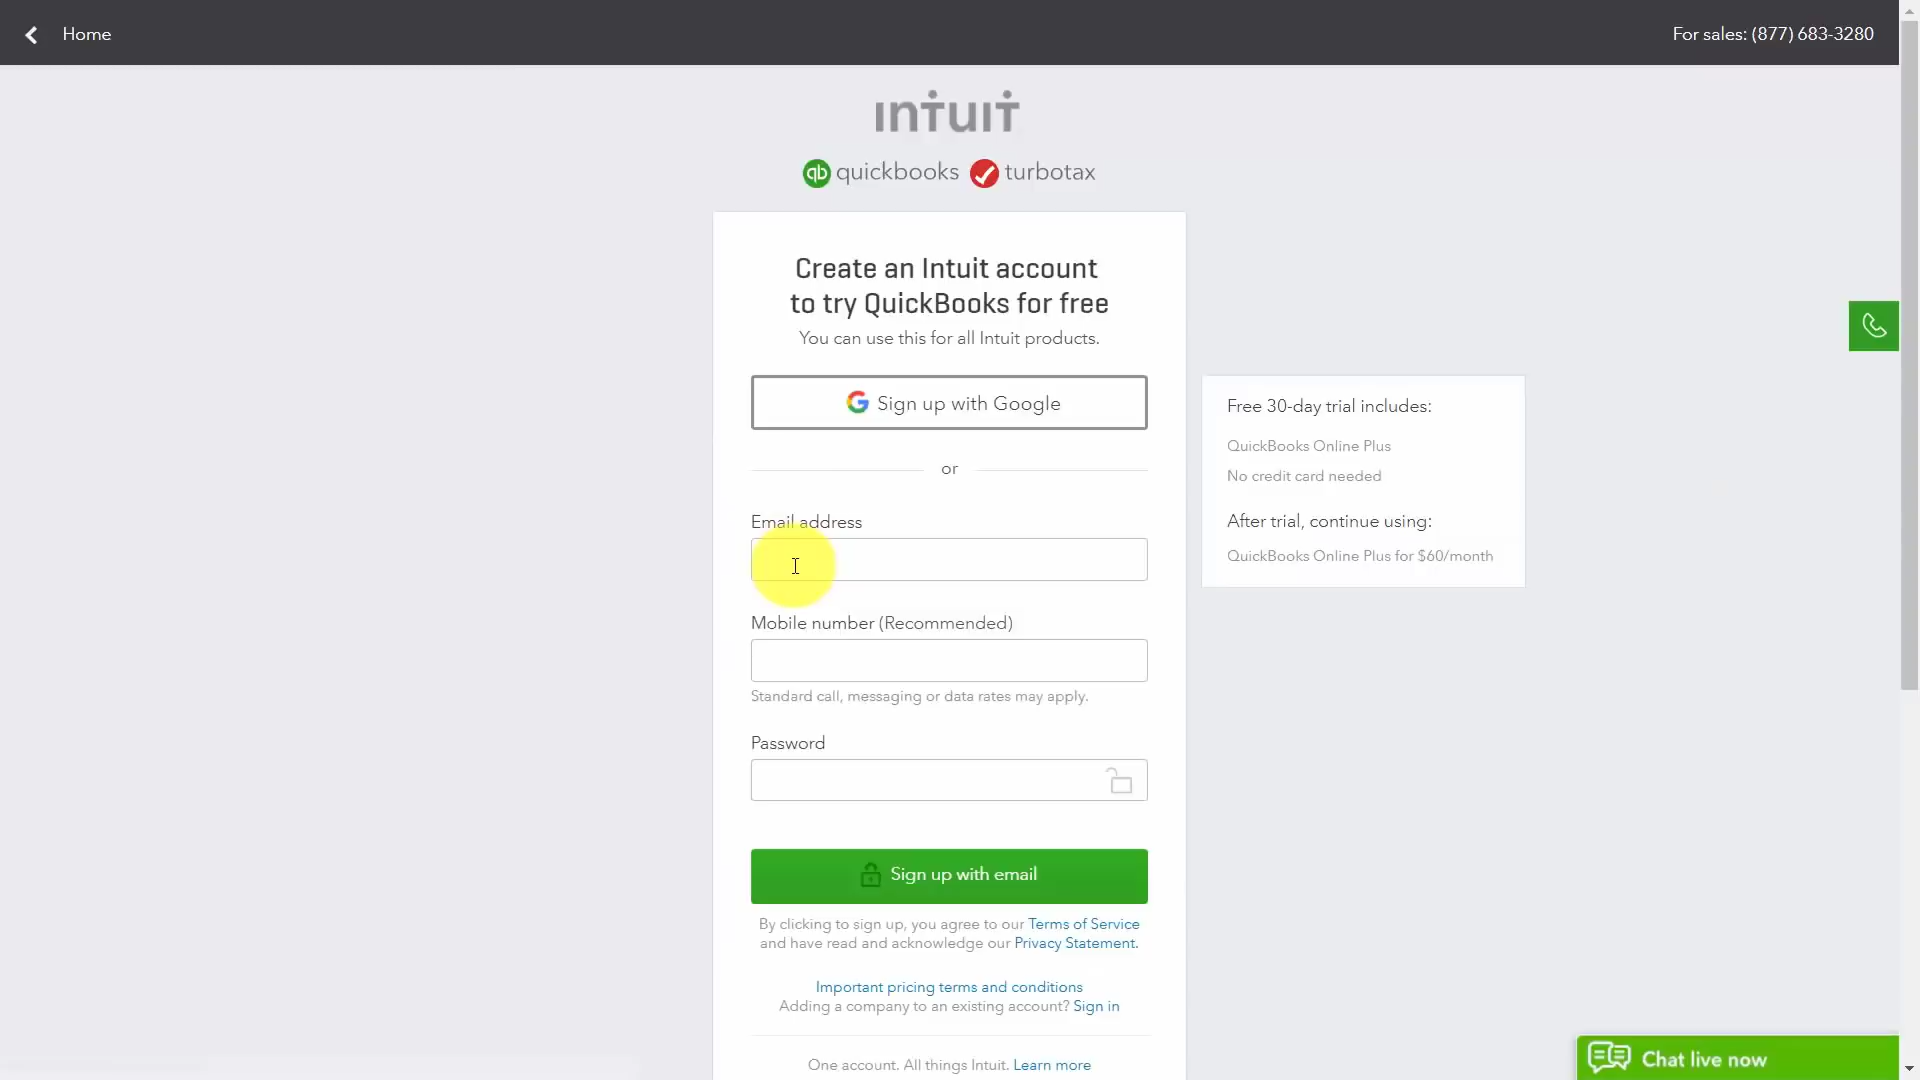 Home
For sales: (877) 683-3280
intuit
qb quickbooks turbotax
Create an Intuit account
to try QuickBooks for free
You can use this for all Intuit products.
Sign up with Google
or
Email address
Mobile number (Recommended)
Standard call, messaging or data rates may apply.
Password
Sign up with email
By clicking to sign up, you agree to our Terms of Service
and have read and acknowledge our Privacy Statement.
Important pricing terms and conditions
Adding a company to an existing account? Sign in
One account. All things Intuit. Learn more
Free 30-day trial includes:
QuickBooks Online Plus
No credit card needed
After trial, continue using:
QuickBooks Online Plus for $60/month
Chat live now